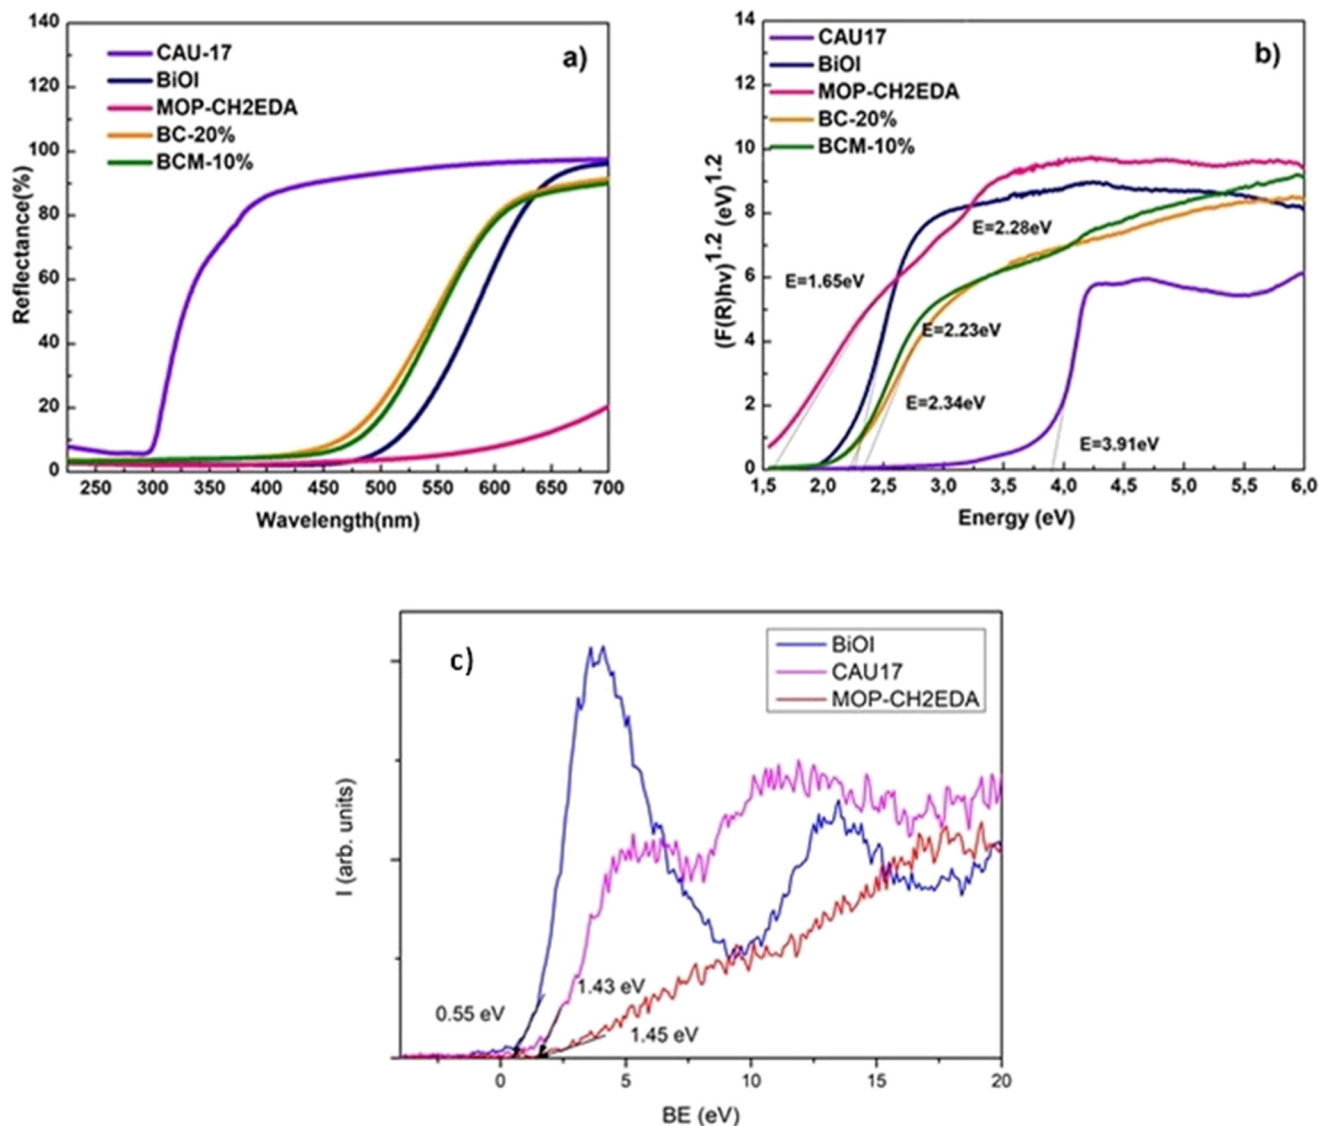 140
120
100
80
60
40
20
0
Reflectance(%)
CAU-17
BiOI
MOP-CH2EDA
BC-20%
BCM-10%
a)
250 300 350 400 450 500 550 600 650 700
Wavelength(nm)
14
12
10
8
6
4
2
0
(F(R)hν)^1.2 (eV)^1.2
CAU17
BiOI
MOP-CH2EDA
BC-20%
BCM-10%
b)
E=2.28eV
E=1.65eV
E=2.23eV
E=2.34eV
E=3.91eV
1,5 2,0 2,5 3,0 3,5 4,0 4,5 5,0 5,5 6,0
Energy (eV)
c)
BiOI
CAU17
MOP-CH2EDA
I (arb. units)
1.43 eV
0.55 eV
1.45 eV
0 5 10 15 20
BE (eV)